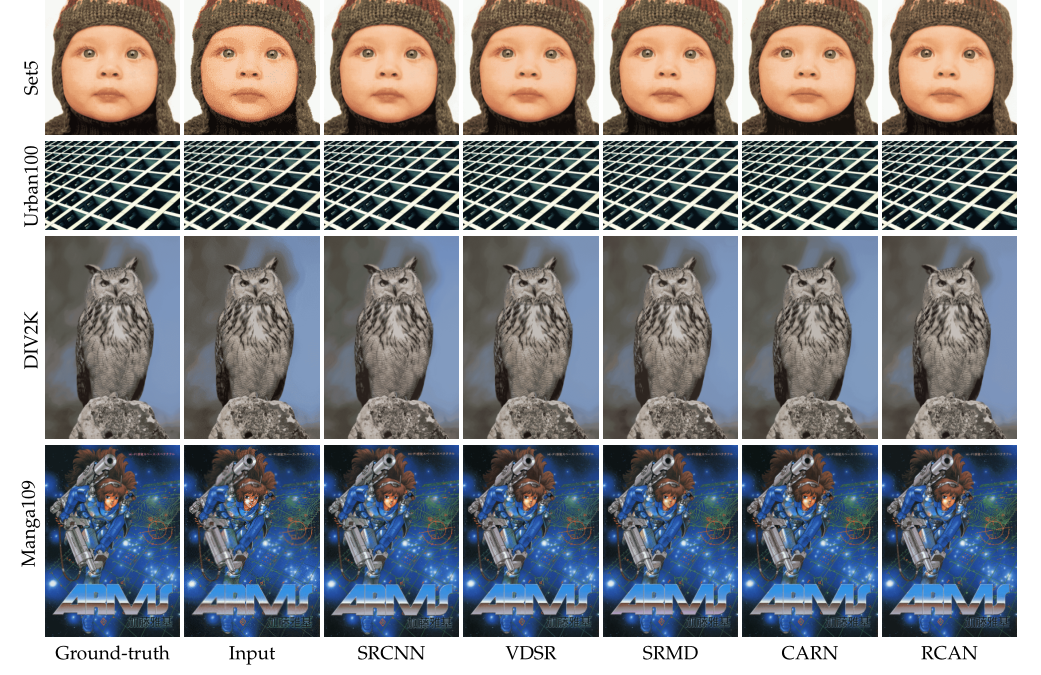 Set5
Urban100
DIV2K
Manga109
ARMS
ARMS
ARMS
ARMS
ARMS
ARMS
ARMS
Ground-truth Input SRCNN VDSR SRMD CARN RCAN